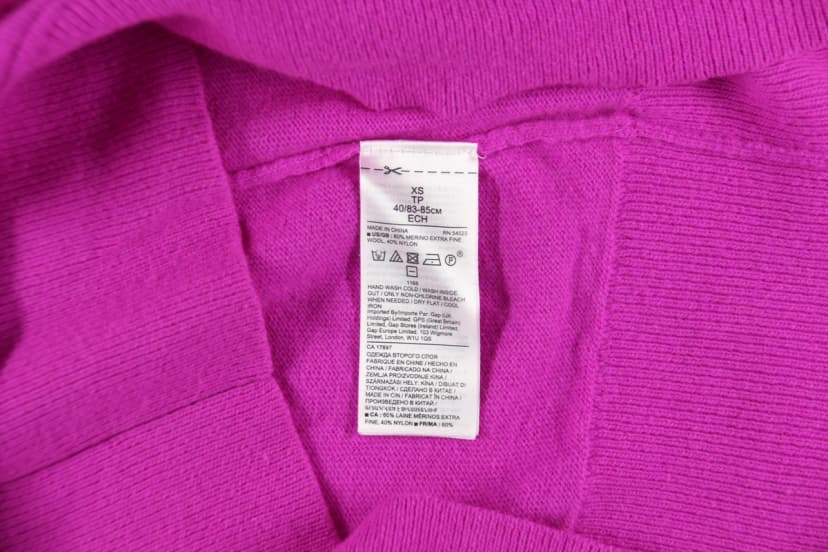 XS
TP
40/83-85см
ECH
MADE IN CHINA RN 54023
■ US/GB : 60% MERINO EXTRA FINE
WOOL, 40% NYLON
1166
HAND WASH COLD / WASH INSIDE
OUT / ONLY NON-CHLORINE BLEACH
WHEN NEEDED / DRY FLAT / COOL
IRON
Imported By/Importe Par: Gap (UK
Holdings) Limited, GPS (Great Britain)
Limited, Gap Stores (Ireland) Limited
Gap Europe Limited, 103 Wigmore
Street, London, W1U 1QS
CA 17897
ОДЕЖДА ВТОРОГО СЛОЯ
FABRIQUE EN CHINE / HECHO EN
CHINA / FABRICADO NA CHINA /
ZEMLJA PROIZVODNJE KINA /
SZÁRMAZÁSI HELY: KÍNA / DIBUAT DI
TIONGKOK / СДЕЛАНО В КИТАЕ /
MADE IN CIN / FABRICAT ÎN CHINA /
ПРОИЗВЕДЕНО В КИТАЙ /
■ CA : 60% LAINE MÉRINOS EXTRA
FINE, 40% NYLON ■ FR/MA : 60%